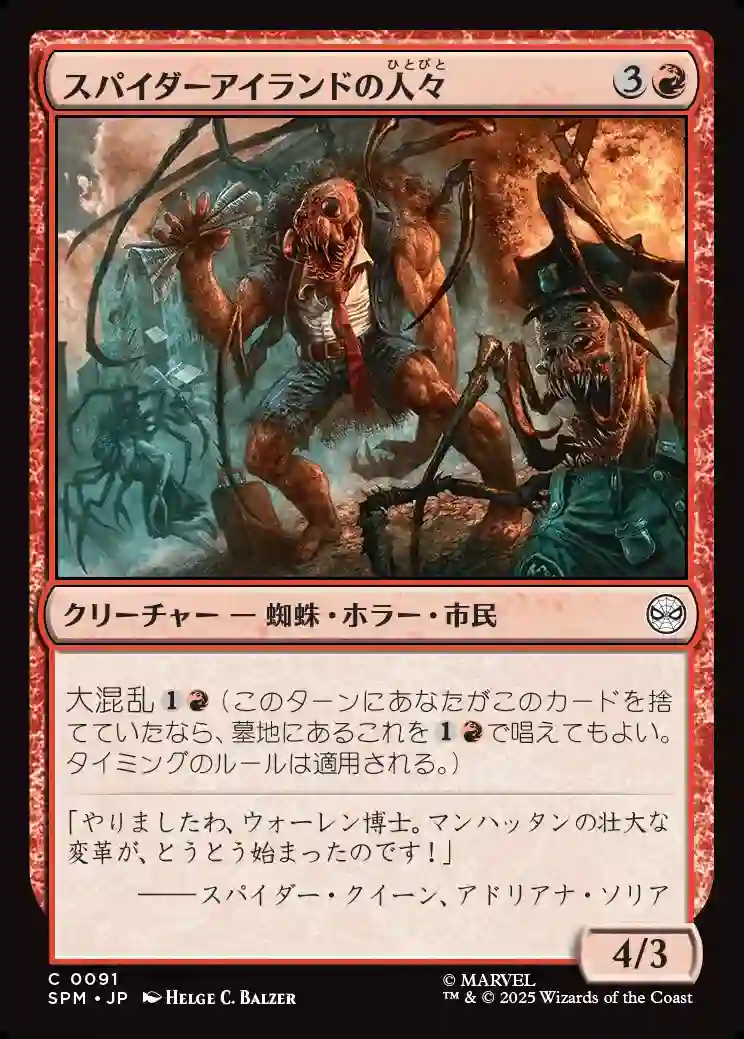 ひとびと
スパイダーアイランドの人々 3
クリーチャー — 蜘蛛・ホラー・市民
大混乱 1 (このターンにあなたがこのカードを捨
てていたなら、墓地にあるこれを 1 で唱えてもよい。
タイミングのルールは適用される。)
「やりましたわ、ウォーレン博士。マンハッタンの壮大な
変革が、とうとう始まったのです!」
——スパイダー・クイーン、アドリアナ・ソリア
4/3
C 0091
SPM • JP HELGE C. BALZER
© MARVEL
™ & © 2025 Wizards of the Coast